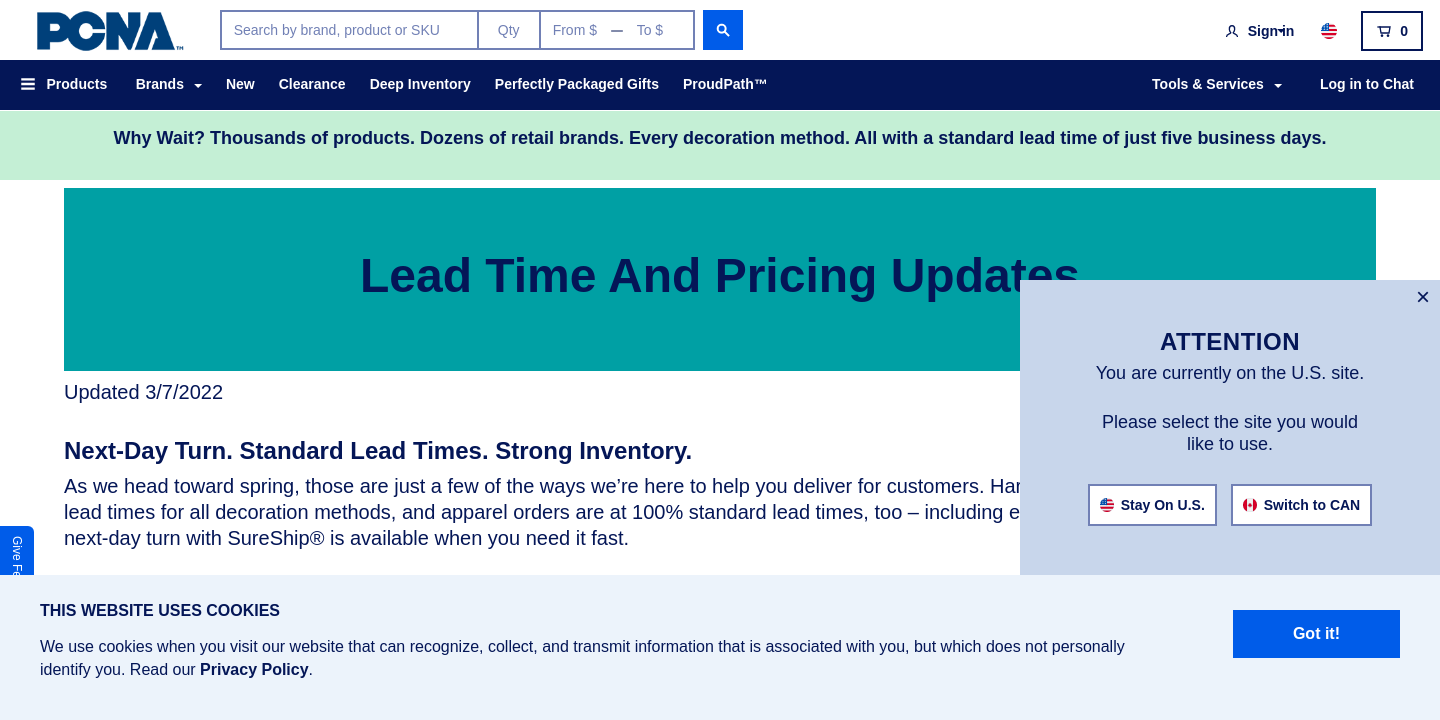 PCNA™
Search by brand, product or SKU
Qty
From $ — To $
Sign in
0
Products
Brands
New
Clearance
Deep Inventory
Perfectly Packaged Gifts
ProudPath™
Tools & Services
Log in to Chat
Why Wait? Thousands of products. Dozens of retail brands. Every decoration method. All with a standard lead time of just five business days.
Lead Time And Pricing Updates
Updated 3/7/2022
Next-Day Turn. Standard Lead Times. Strong Inventory.
As we head toward spring, those are just a few of the ways we’re here to help you deliver for customers.
lead times for all decoration methods, and apparel orders are at 100% standard lead times, too – including
next-day turn with SureShip® is available when you need it fast.
×
ATTENTION
You are currently on the U.S. site.
Please select the site you would
like to use.
Stay On U.S.
Switch to CAN
Give
THIS WEBSITE USES COOKIES
We use cookies when you visit our website that can recognize, collect, and transmit information that is associated with you, but which does not personally
identify you. Read our Privacy Policy.
Got it!